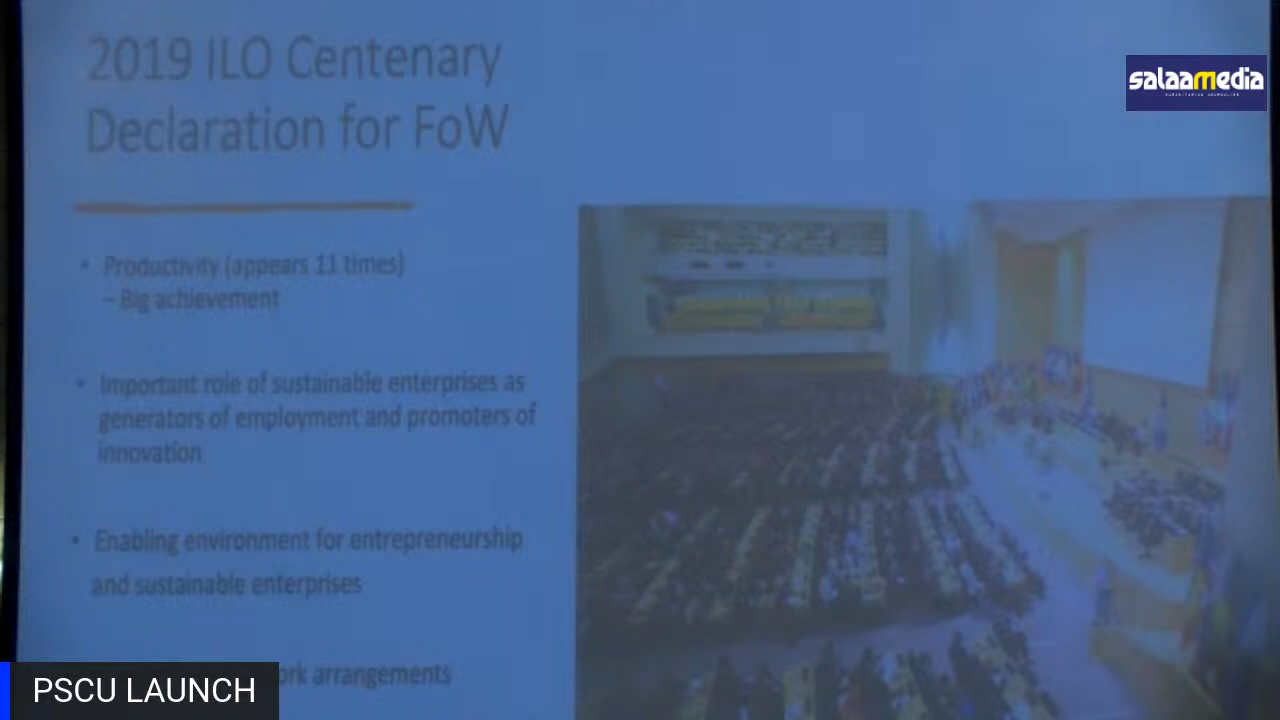 2019 ILO Centenary
Declaration for FoW
salaamedia
• Productivity (appears 11 times)
– Big achievement
• Important role of sustainable enterprises as
generators of employment and promoters of
innovation
• Enabling environment for entrepreneurship
and sustainable enterprises
arrangements
PSCU LAUNCH